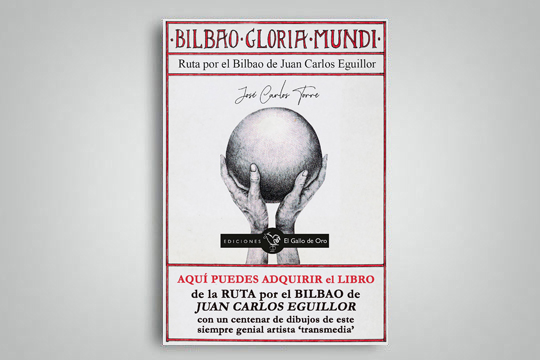 ·BILBAO·GLORIA·MUNDI·
Ruta por el Bilbao de Juan Carlos Eguillor
José Carlos Torre
EDICIONES El Gallo de Oro
AQUÍ PUEDES ADQUIRIR el LIBRO
de la RUTA por el BILBAO de
JUAN CARLOS EGUILLOR
con un centenar de dibujos de este
siempre genial artista ‘transmedia’